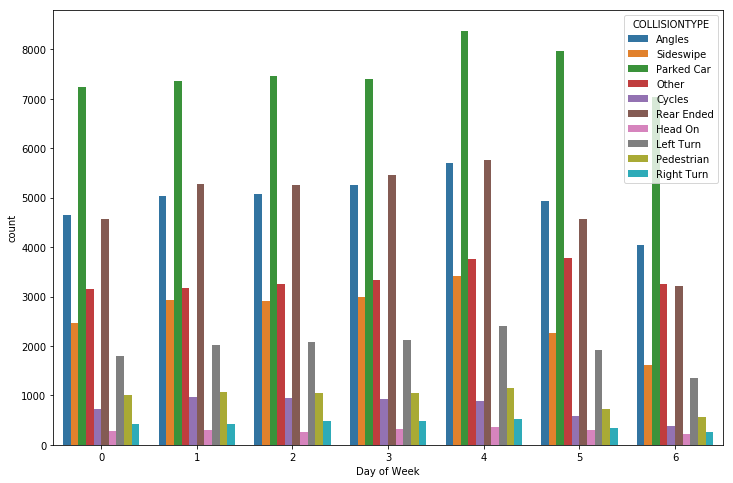 COLLISIONTYPE
Angles
Sideswipe
Parked Car
Other
Cycles
Rear Ended
Head On
Left Turn
Pedestrian
Right Turn
8000
7000
6000
5000
4000
3000
2000
1000
0
count
0 1 2 3 4 5 6
Day of Week